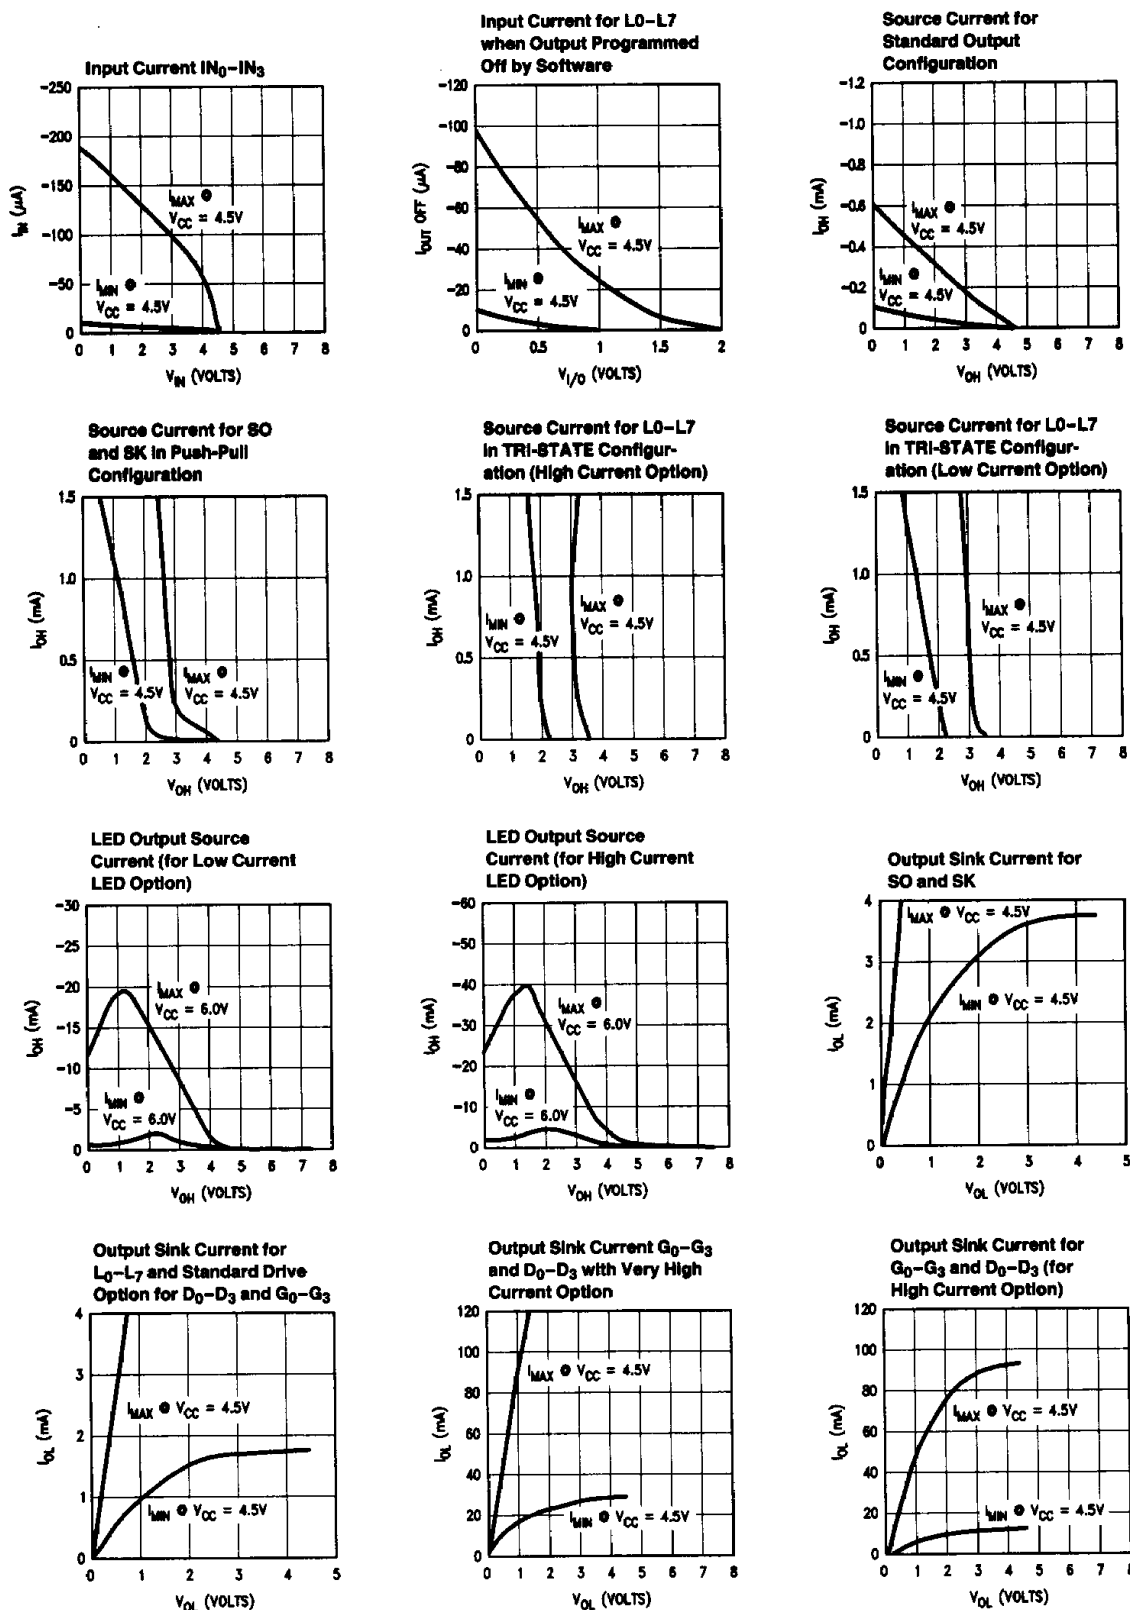 Input Current IN0–IN3
-250
-200
-150
-100
-50
0
IIN (µA)
IMAX @
VCC = 4.5V
IMIN @
VCC = 4.5V
0 1 2 3 4 5 6 7 8
VIN (VOLTS)
Input Current for L0–L7
when Output Programmed
Off by Software
-120
-100
-80
-60
-40
-20
0
IOUT OFF (µA)
IMAX @
VCC = 4.5V
IMIN @
VCC = 4.5V
0 0.5 1 1.5 2
VI/O (VOLTS)
Source Current for
Standard Output
Configuration
-1.2
-1.0
-0.8
-0.6
-0.4
-0.2
0
IOH (mA)
IMAX @
VCC = 4.5V
IMIN @
VCC = 4.5V
0 1 2 3 4 5 6 7 8
VOH (VOLTS)
Source Current for SO
and SK in Push-Pull
Configuration
1.5
1.0
0.5
0
IOH (mA)
IMIN @
VCC = 4.5V
IMAX @
VCC = 4.5V
0 1 2 3 4 5 6 7 8
VOH (VOLTS)
Source Current for L0–L7
in TRI-STATE Configur-
ation (High Current Option)
1.5
1.0
0.5
0
IOH (mA)
IMIN @
VCC = 4.5V
IMAX @
VCC = 4.5V
0 1 2 3 4 5 6 7 8
VOH (VOLTS)
Source Current for L0–L7
in TRI-STATE Configur-
ation (Low Current Option)
1.5
1.0
0.5
0
IOH (mA)
IMAX @
VCC = 4.5V
IMIN @
VCC = 4.5V
0 1 2 3 4 5 6 7 8
VOH (VOLTS)
LED Output Source
Current (for Low Current
LED Option)
-30
-25
-20
-15
-10
-5
0
IOH (mA)
IMAX @
VCC = 6.0V
IMIN @
VCC = 6.0V
0 1 2 3 4 5 6 7 8
VOH (VOLTS)
LED Output Source
Current (for High Current
LED Option)
-60
-50
-40
-30
-20
-10
0
IOH (mA)
IMAX @
VCC = 6.0V
IMIN @
VCC = 6.0V
0 1 2 3 4 5 6 7 8
VOH (VOLTS)
Output Sink Current for
SO and SK
4
3
2
1
0
IOL (mA)
IMAX @ VCC = 4.5V
IMIN @ VCC = 4.5V
0 1 2 3 4 5
VOL (VOLTS)
Output Sink Current for
L0–L7 and Standard Drive
Option for D0–D3 and G0–G3
4
3
2
1
0
IOL (mA)
IMAX @ VCC = 4.5V
IMIN @ VCC = 4.5V
0 1 2 3 4 5
VOL (VOLTS)
Output Sink Current G0–G3
and D0–D3 with Very High
Current Option
120
100
80
60
40
20
0
IOL (mA)
IMAX @ VCC = 4.5V
IMIN @ VCC = 4.5V
0 1 2 3 4 5 6 7 8
VOL (VOLTS)
Output Sink Current for
G0–G3 and D0–D3 (for
High Current Option)
120
100
80
60
40
20
0
IOL (mA)
IMAX @ VCC = 4.5V
IMIN @ VCC = 4.5V
0 1 2 3 4 5 6 7 8
VOL (VOLTS)